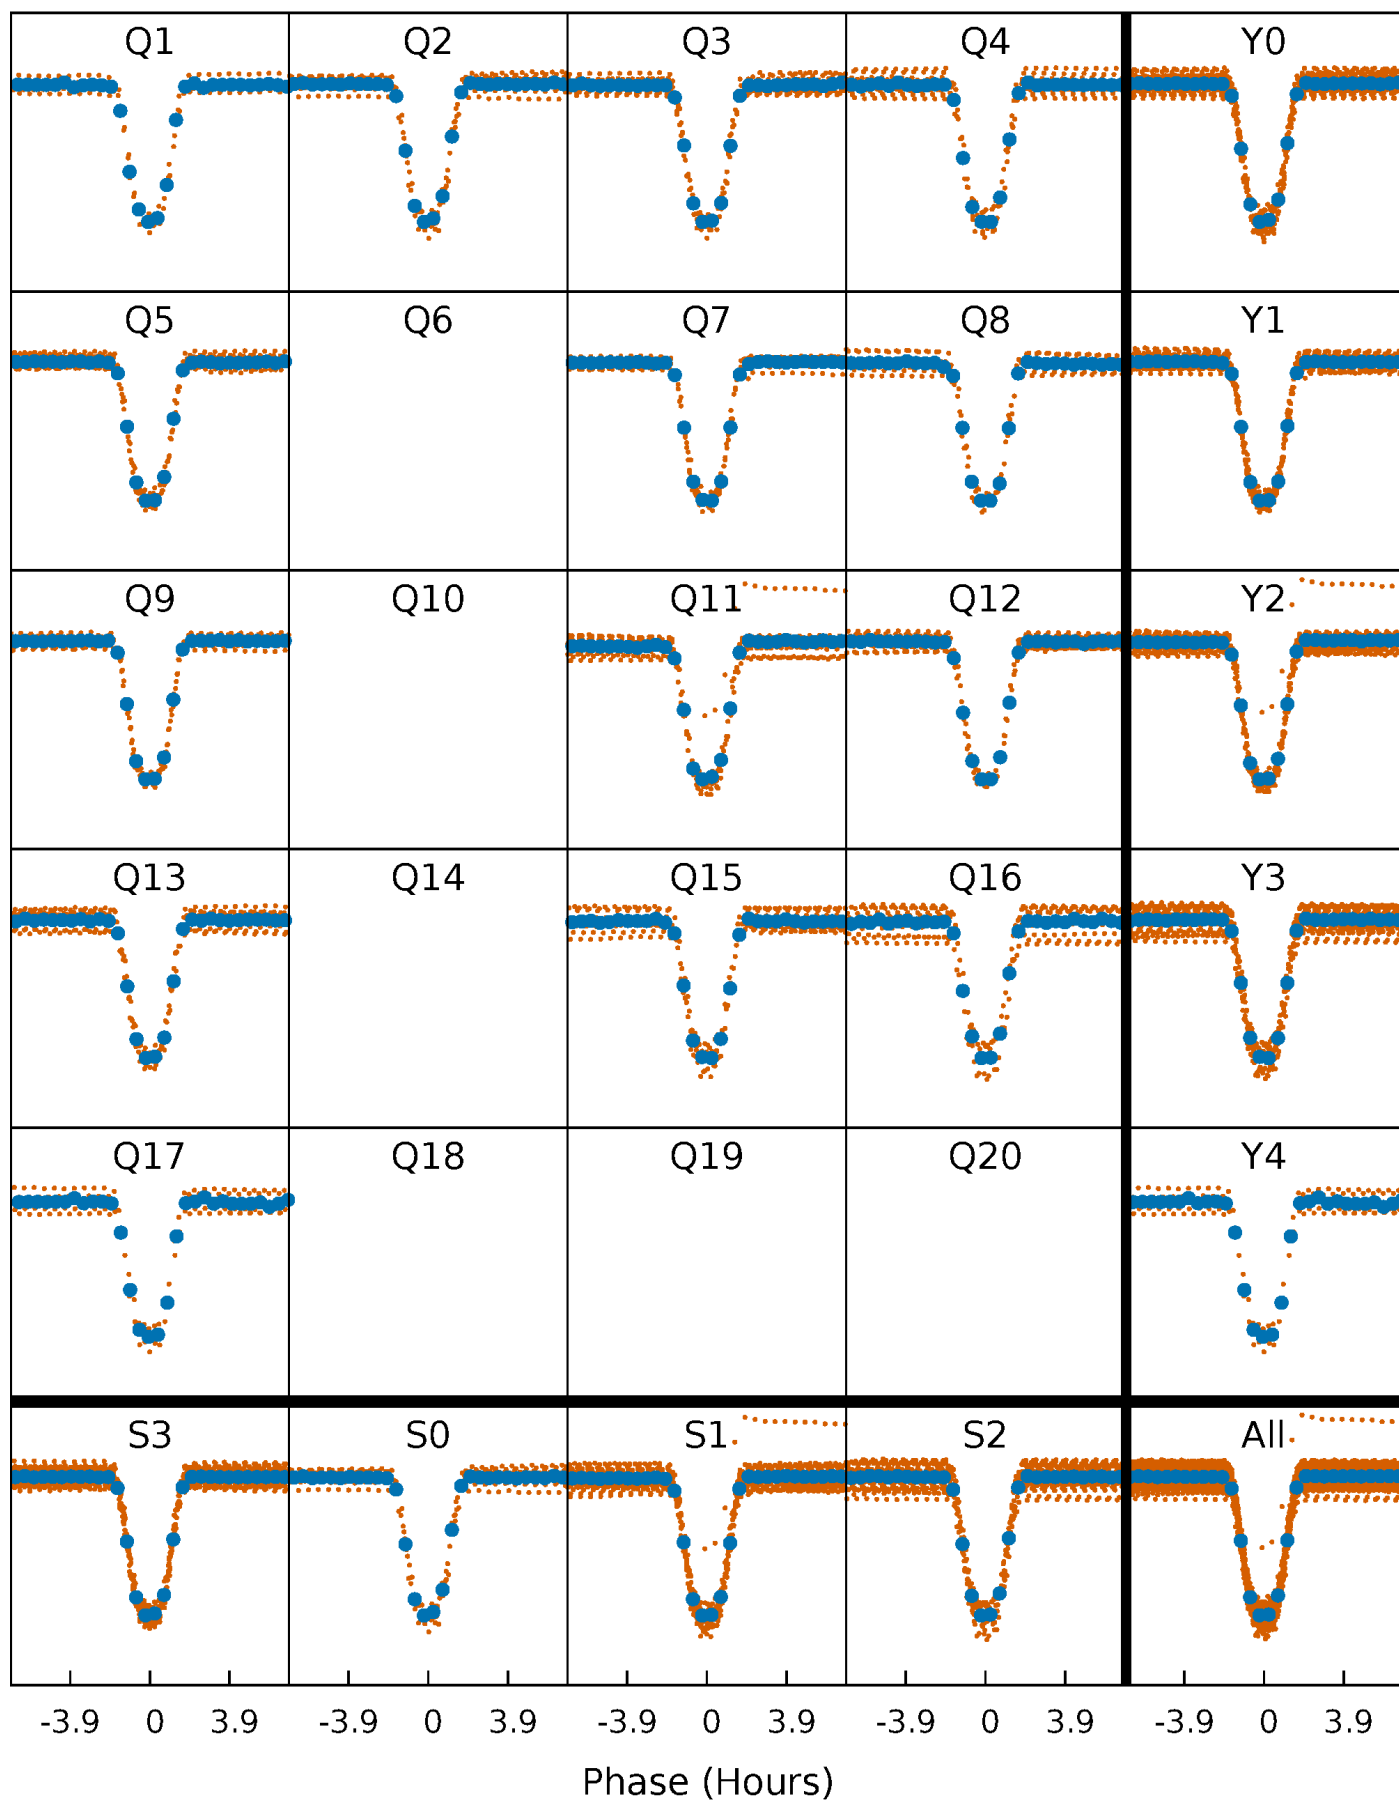 Q1 Q2 Q3 Q4 Y0
Q5 Q6 Q7 Q8 Y1
Q9 Q10 Q11 Q12 Y2
Q13 Q14 Q15 Q16 Y3
Q17 Q18 Q19 Q20 Y4
S3 S0 S1 S2 All
-3.9 0 3.9 -3.9 0 3.9 -3.9 0 3.9 -3.9 0 3.9 -3.9 0 3.9
Phase (Hours)